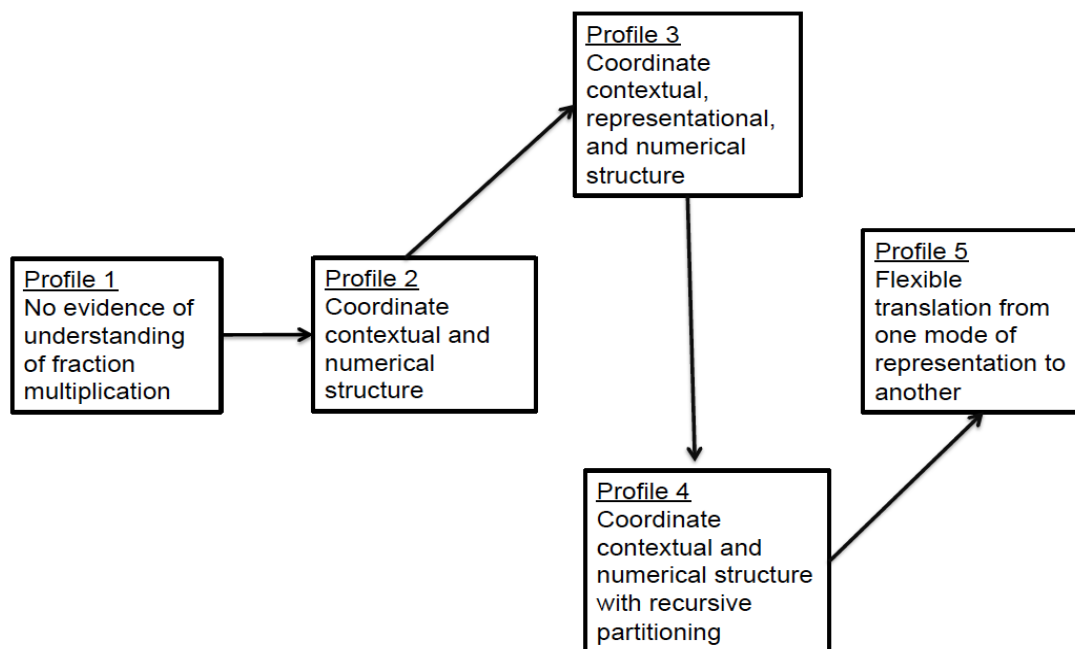 Profile 1
No evidence of
understanding
of fraction
multiplication
Profile 2
Coordinate
contextual and
numerical
structure
Profile 3
Coordinate
contextual,
representational,
and numerical
structure
Profile 4
Coordinate
contextual and
numerical structure
with recursive
partitioning
Profile 5
Flexible
translation from
one mode of
representation to
another